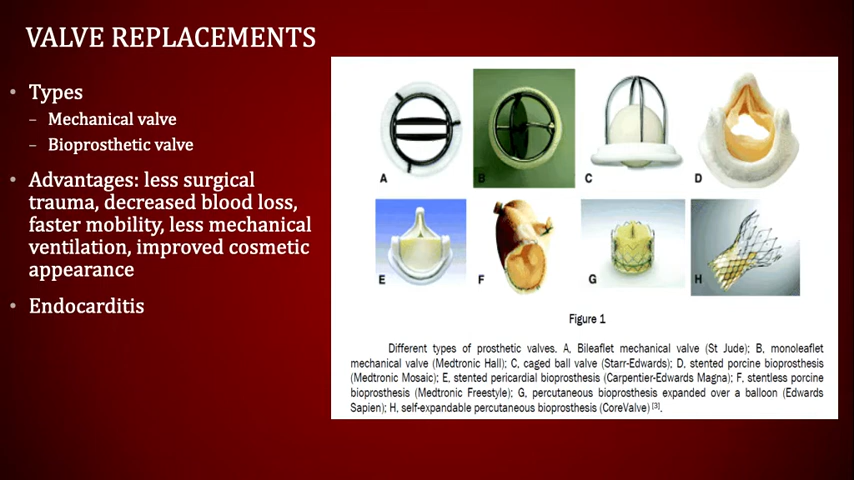 VALVE REPLACEMENTS
• Types
– Mechanical valve
– Bioprosthetic valve
• Advantages: less surgical
trauma, decreased blood loss,
faster mobility, less mechanical
ventilation, improved cosmetic
appearance
• Endocarditis
A
B
C
D
E
F
G
H
Figure 1
Different types of prosthetic valves. A, Bileaflet mechanical valve (St Jude); B, monoleaflet
mechanical valve (Medtronic Hall); C, caged ball valve (Starr-Edwards); D, stented porcine bioprosthesis
(Medtronic Mosaic); E, stented pericardial bioprosthesis (Carpentier-Edwards Magna); F, stentless porcine
bioprosthesis (Medtronic Freestyle); G, percutaneous bioprosthesis expanded over a balloon (Edwards
Sapien); H, self-expandable percutaneous bioprosthesis (CoreValve) [3].